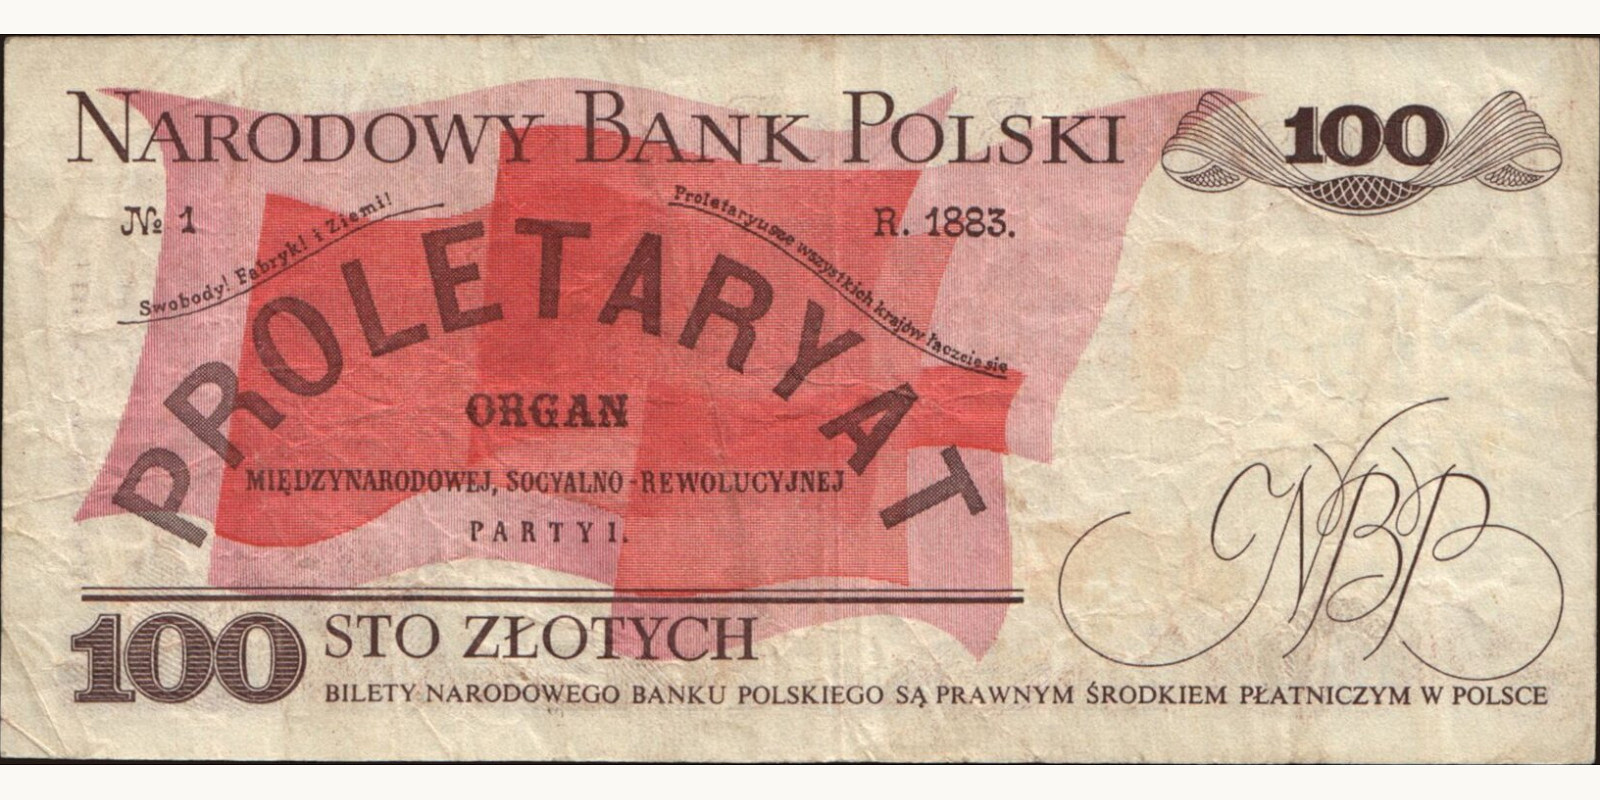 NARODOWY BANK POLSKI
100
№ 1
R. 1883.
Swobody! Fabryk! i Ziemi!
Proletaryusze wszystkich krajów łączcie się
PROLETARYAT
ORGAN
MIĘDZYNARODOWEJ, SOCYALNO-REWOLUCYJNEJ
PARTYI.
NBP
100
STO ZŁOTYCH
BILETY NARODOWEGO BANKU POLSKIEGO SĄ PRAWNYM ŚRODKIEM PŁATNICZYM W POLSCE